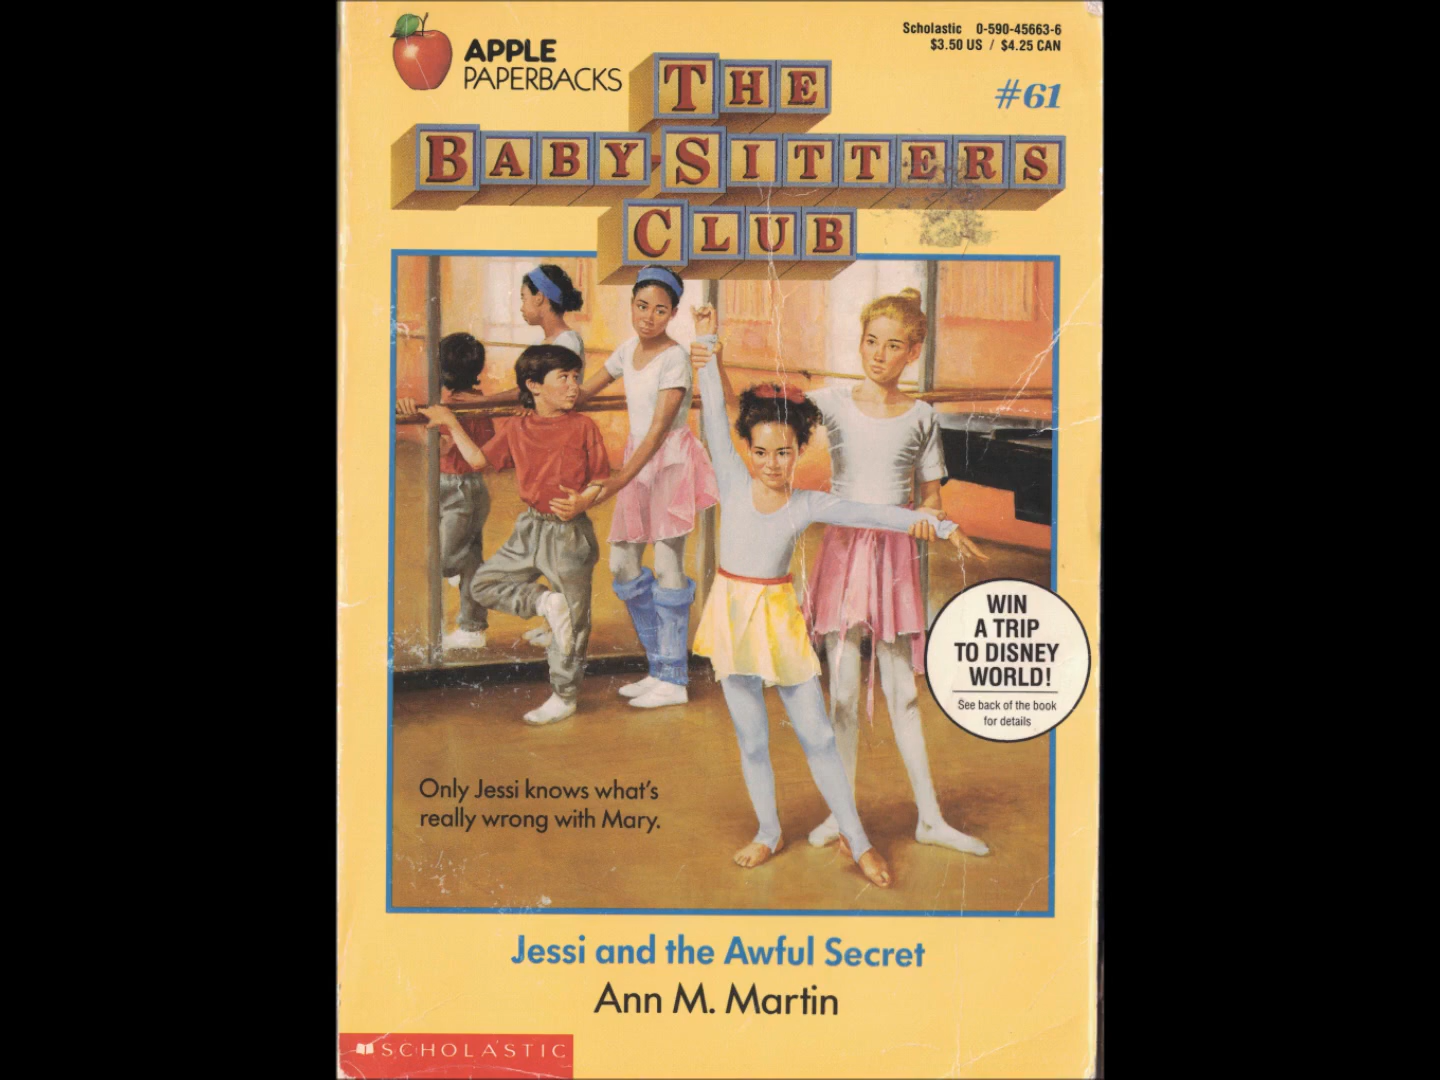 APPLE
PAPERBACKS
Scholastic 0-590-45663-6
$3.50 US / $4.25 CAN
#61
THE
BABY-SITTERS
CLUB
WIN
A TRIP
TO DISNEY
WORLD!
See back of the book
for details
Only Jessi knows what's
really wrong with Mary.
Jessi and the Awful Secret
Ann M. Martin
SCHOLASTIC